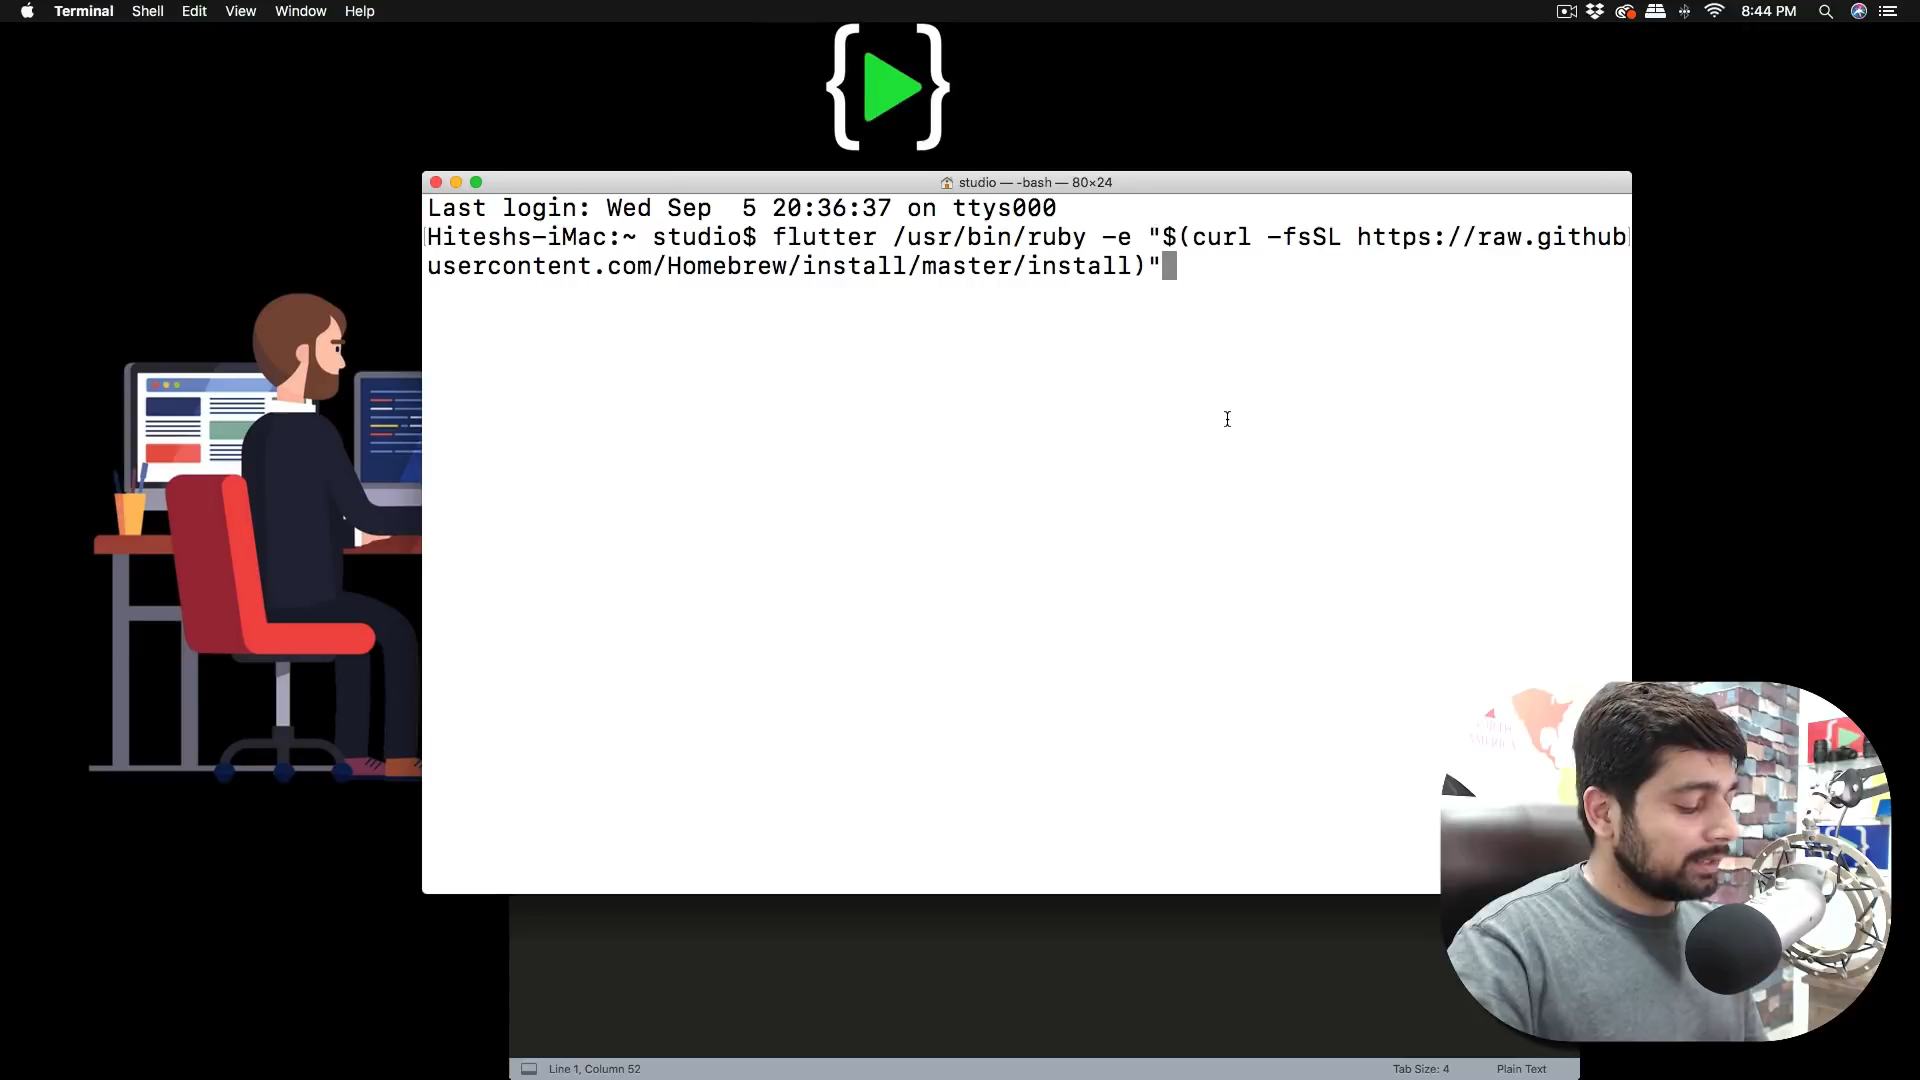 Terminal Shell Edit View Window Help 8:44 PM
studio — -bash — 80×24
Last login: Wed Sep  5 20:36:37 on ttys000
Hiteshs-iMac:~ studio$ flutter /usr/bin/ruby -e "$(curl -fsSL https://raw.github
usercontent.com/Homebrew/install/master/install)"
AMERICA
Line 1, Column 52 Tab Size: 4 Plain Text